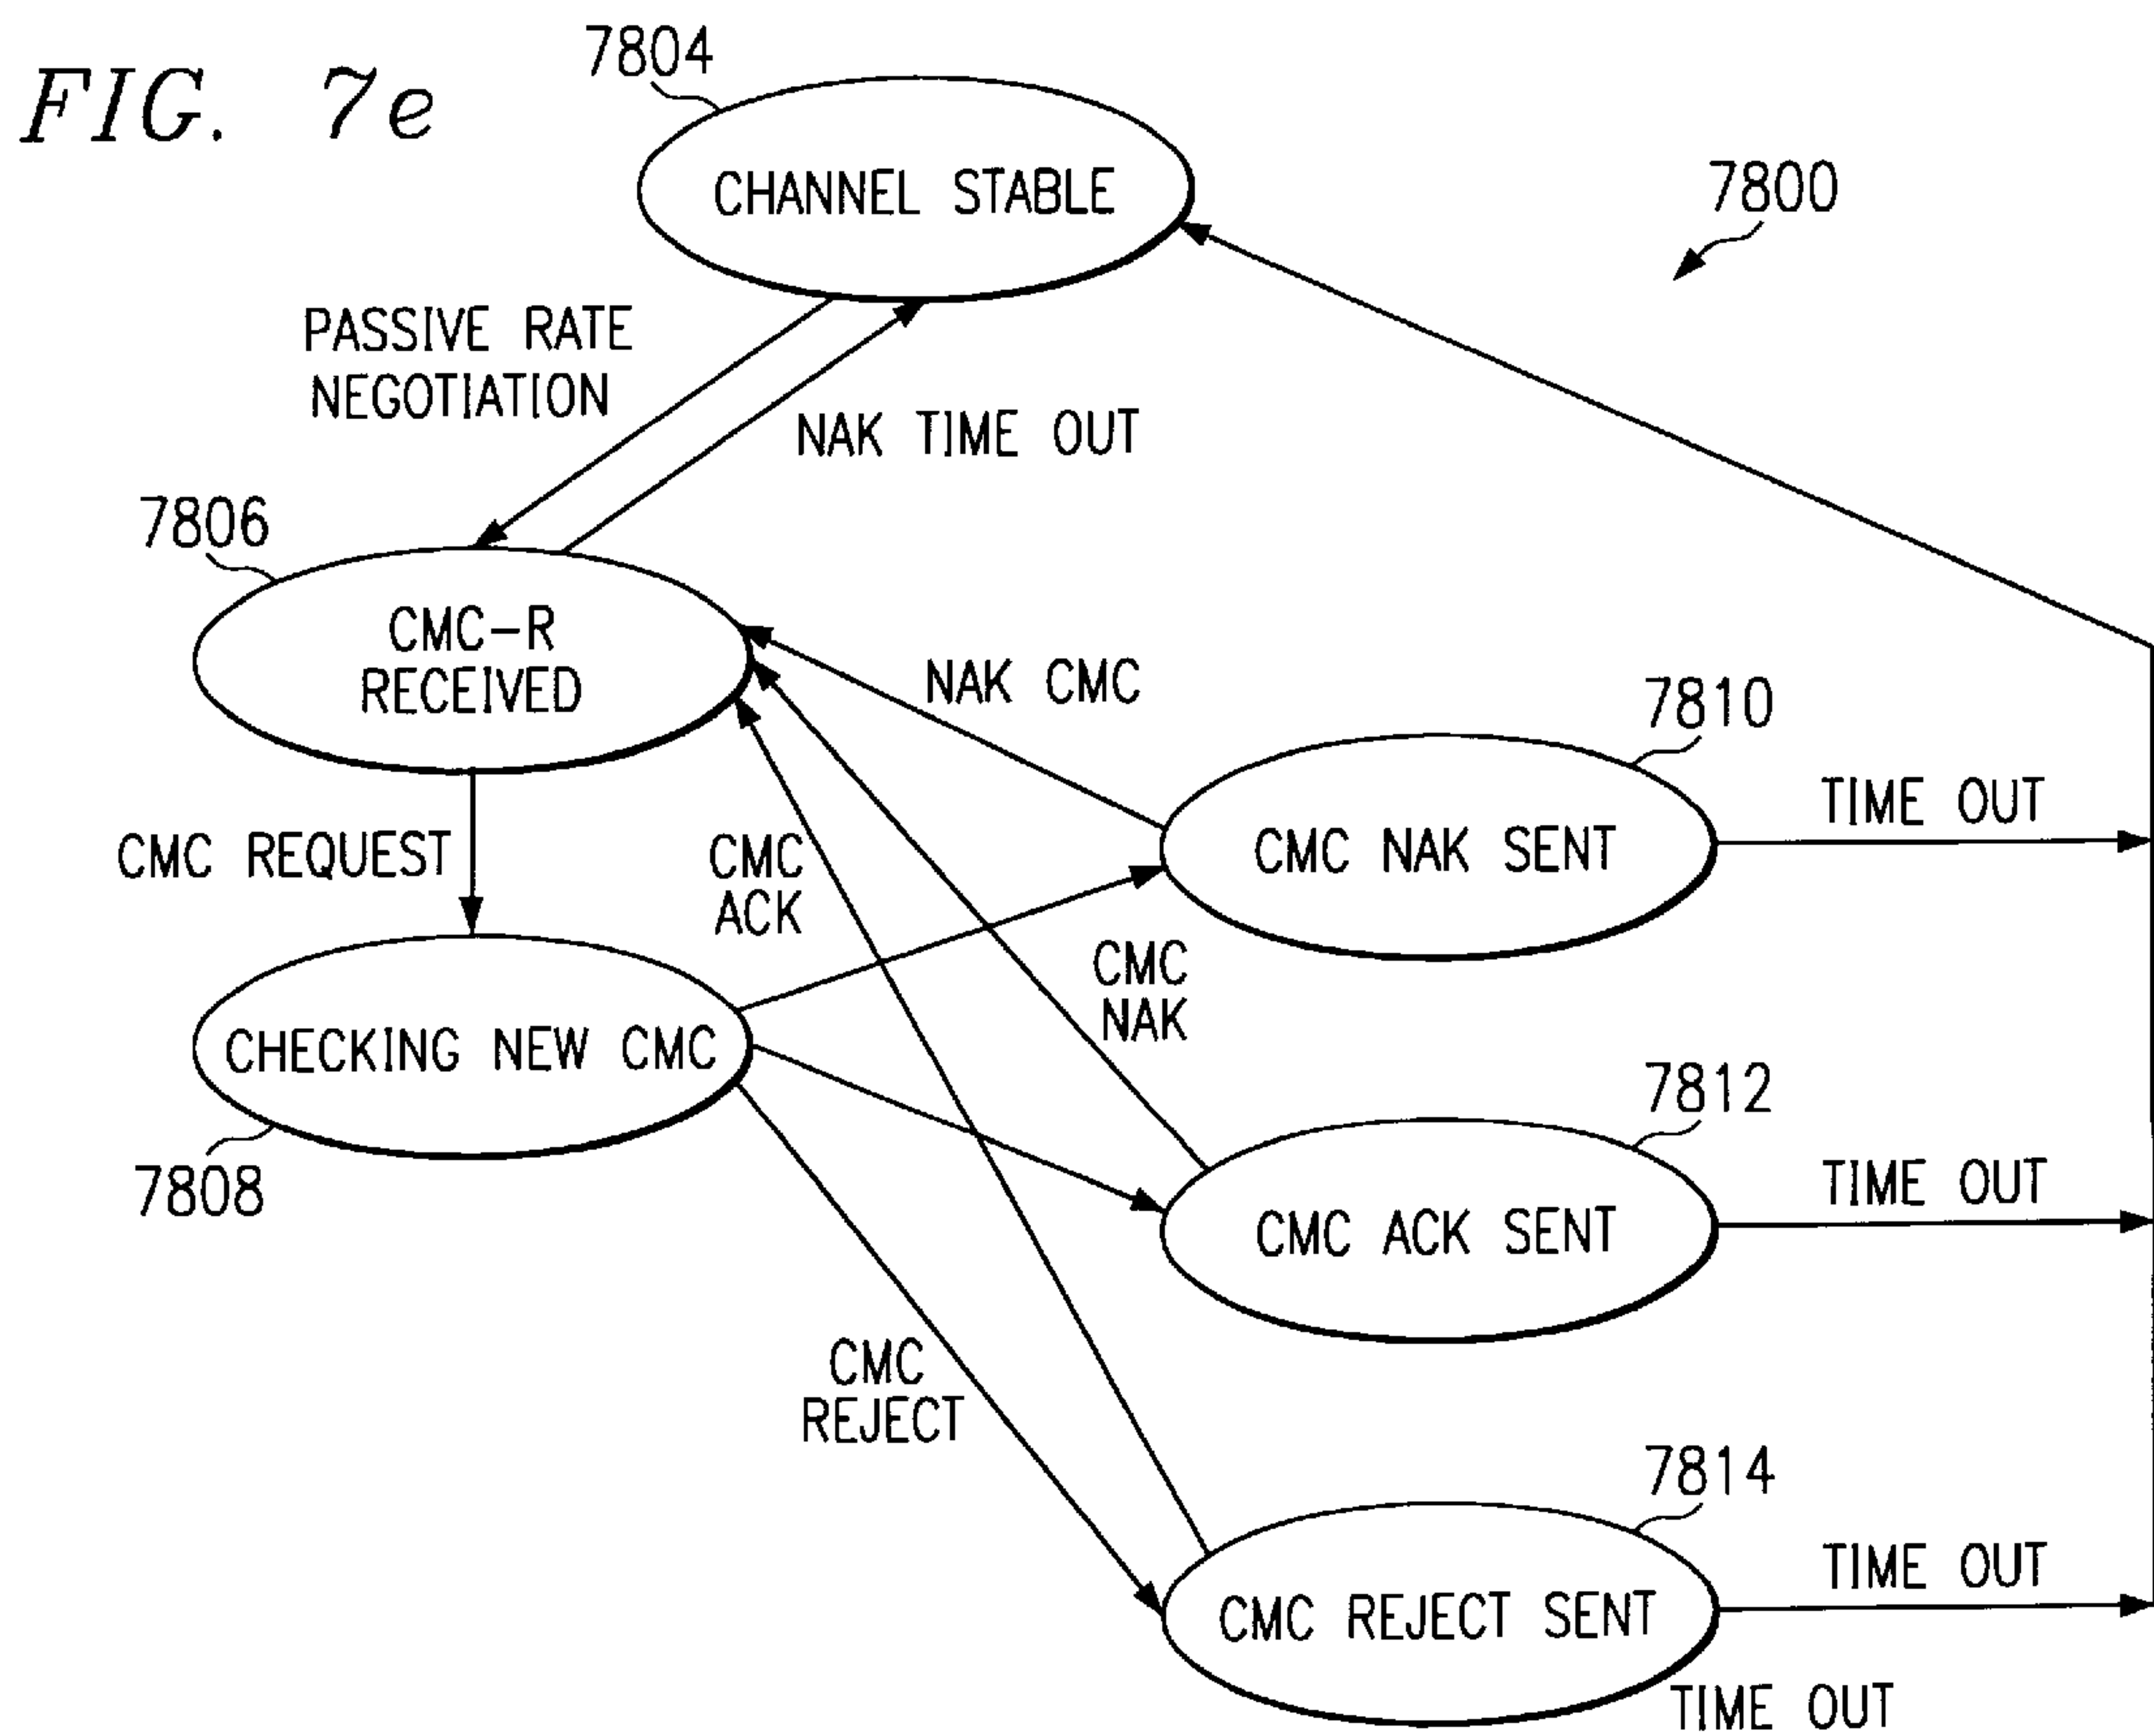 FIG. 7e
7804
CHANNEL STABLE
7800
PASSIVE RATE
NEGOTIATION
NAK TIME OUT
7806
CMC-R
RECEIVED
NAK CMC
7810
CMC REQUEST
CMC
ACK
CMC NAK SENT
TIME OUT
CMC
NAK
CHECKING NEW CMC
7808
7812
CMC ACK SENT
TIME OUT
CMC
REJECT
7814
CMC REJECT SENT
TIME OUT
TIME OUT